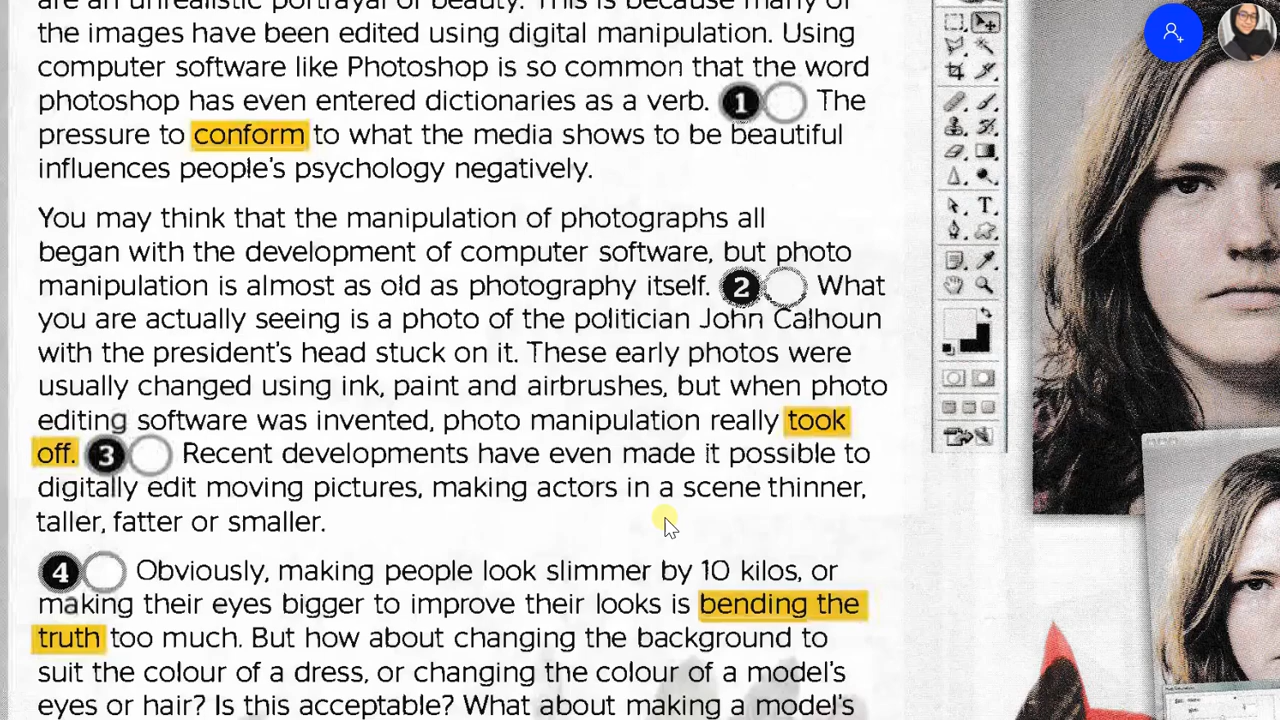 are an unrealistic portrayal of beauty. This is because many of
the images have been edited using digital manipulation. Using
computer software like Photoshop is so common that the word
photoshop has even entered dictionaries as a verb. 1 The
pressure to conform to what the media shows to be beautiful
influences people's psychology negatively.
You may think that the manipulation of photographs all
began with the development of computer software, but photo
manipulation is almost as old as photography itself. 2 What
you are actually seeing is a photo of the politician John Calhoun
with the president's head stuck on it. These early photos were
usually changed using ink, paint and airbrushes, but when photo
editing software was invented, photo manipulation really took
off. 3 Recent developments have even made it possible to
digitally edit moving pictures, making actors in a scene thinner,
taller, fatter or smaller.
4 Obviously, making people look slimmer by 10 kilos, or
making their eyes bigger to improve their looks is bending the
truth too much. But how about changing the background to
suit the colour of a dress, or changing the colour of a model's
eyes or hair? Is this acceptable? What about making a model's
T